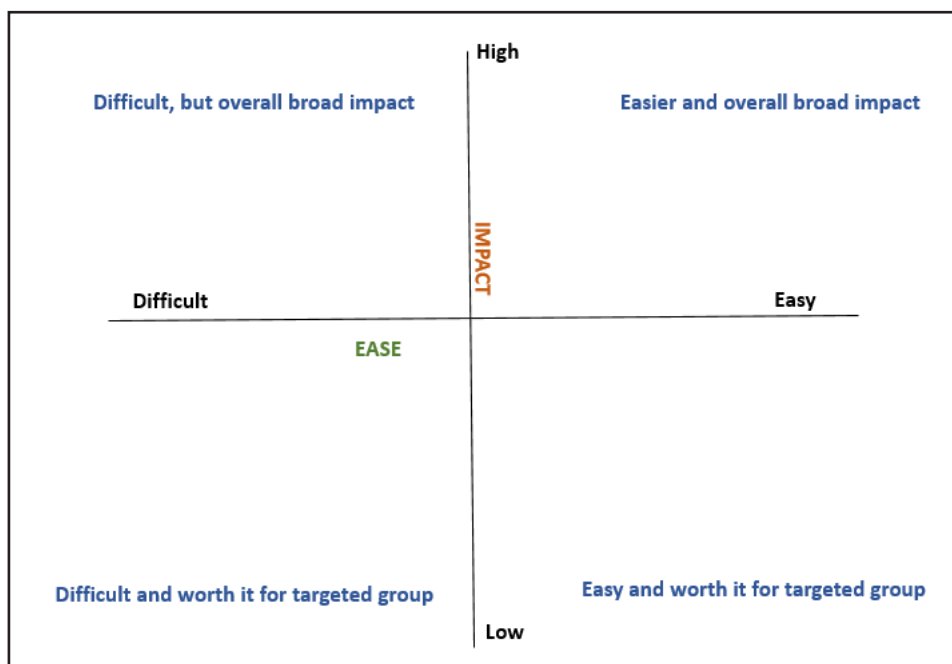 High
Difficult, but overall broad impact
Easier and overall broad impact
IMPACT
Difficult
Easy
EASE
Difficult and worth it for targeted group
Easy and worth it for targeted group
Low